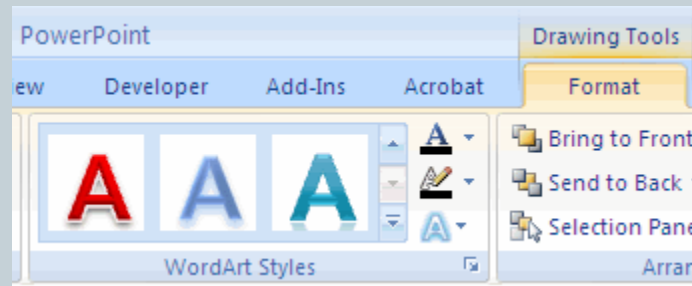 PowerPoint Drawing Tools
ew Developer Add-Ins Acrobat Format
A A A A
Bring to Front
Send to Back
A Selection Pane
WordArt Styles Arran